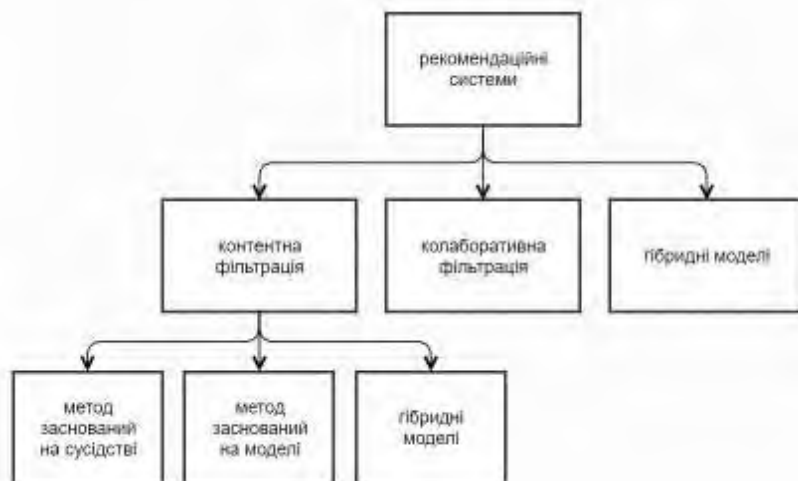 рекомендаційні
системи
контентна
фільтрація
колаборативна
фільтрація
гібридні моделі
метод
заснований
на сусідстві
метод
заснований
на моделі
гібридні
моделі